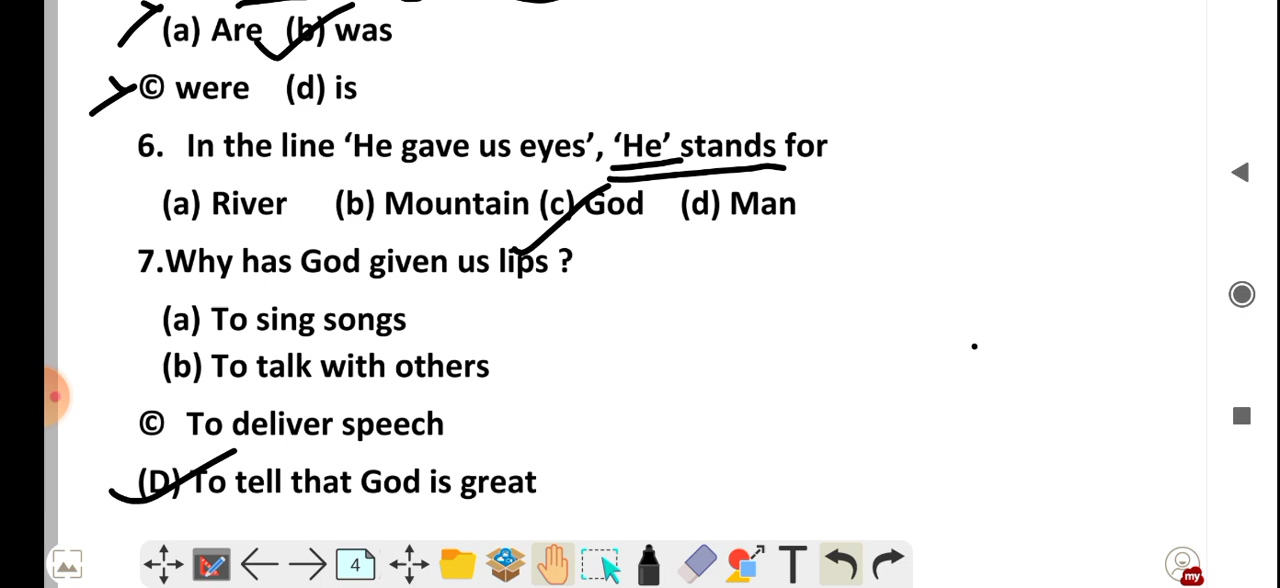 (a) Are (b) was
© were (d) is
6. In the line ‘He gave us eyes’, ‘He’ stands for
(a) River (b) Mountain (c) God (d) Man
7.Why has God given us lips ?
(a) To sing songs
(b) To talk with others
© To deliver speech
(D) To tell that God is great
4 T my